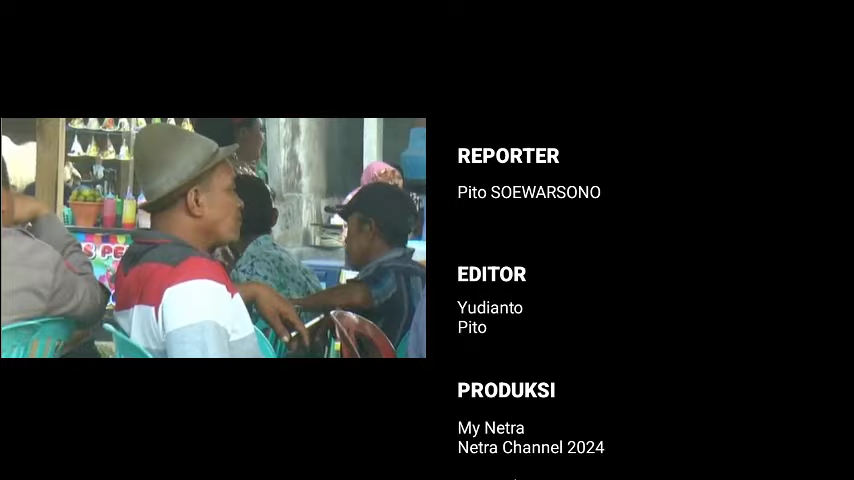 REPORTER
Pito SOEWARSONO
EDITOR
Yudianto
Pito
PRODUKSI
My Netra
Netra Channel 2024